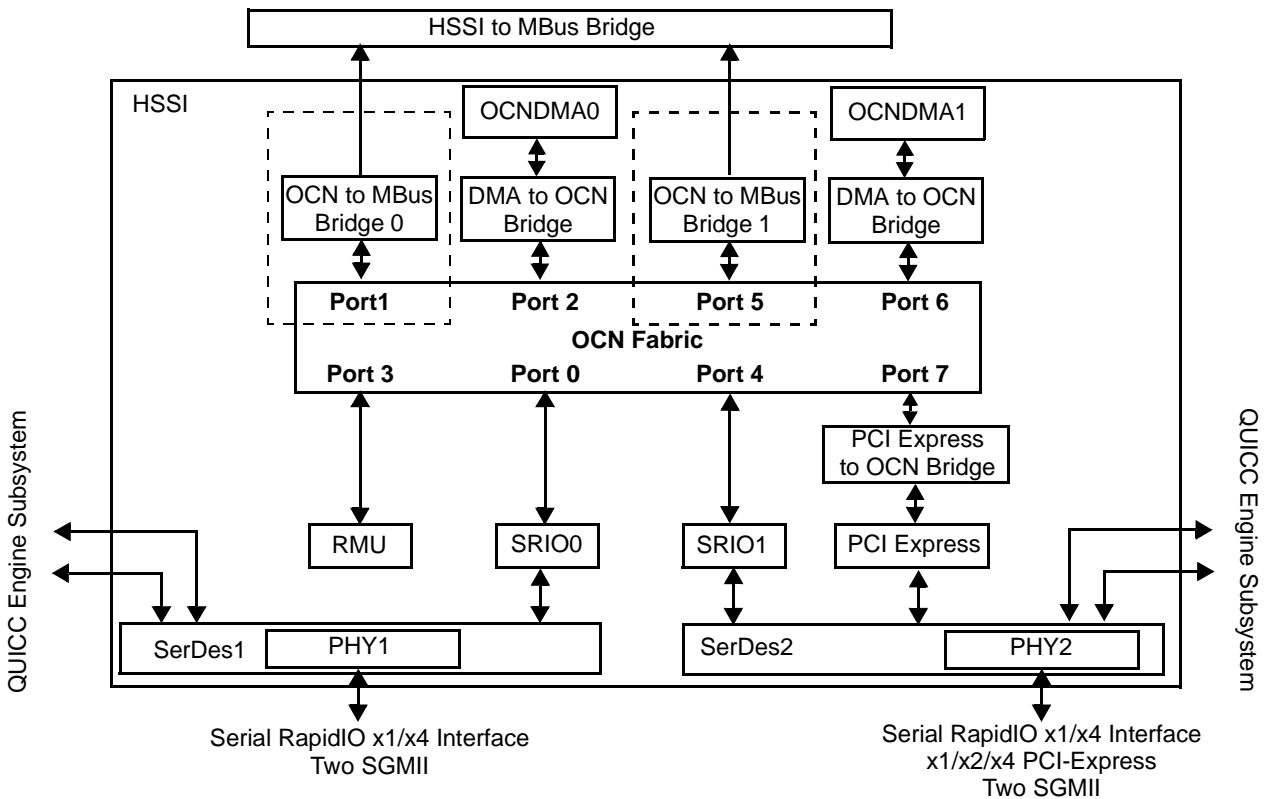 HSSI to MBus Bridge
HSSI
OCNDMA0
OCNDMA1
OCN to MBus
Bridge 0
DMA to OCN
Bridge
OCN to MBus
Bridge 1
DMA to OCN
Bridge
Port1
Port 2
Port 5
Port 6
OCN Fabric
Port 3
Port 0
Port 4
Port 7
PCI Express
to OCN Bridge
RMU
SRIO0
SRIO1
PCI Express
QUICC Engine Subsystem
QUICC Engine Subsystem
SerDes1
PHY1
SerDes2
PHY2
Serial RapidIO x1/x4 Interface
Two SGMII
Serial RapidIO x1/x4 Interface
x1/x2/x4 PCI-Express
Two SGMII